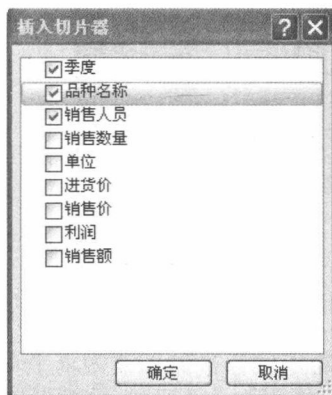 插入切片器
季度
品种名称
销售人员
销售数量
单位
进货价
销售价
利润
销售额
确定 取消